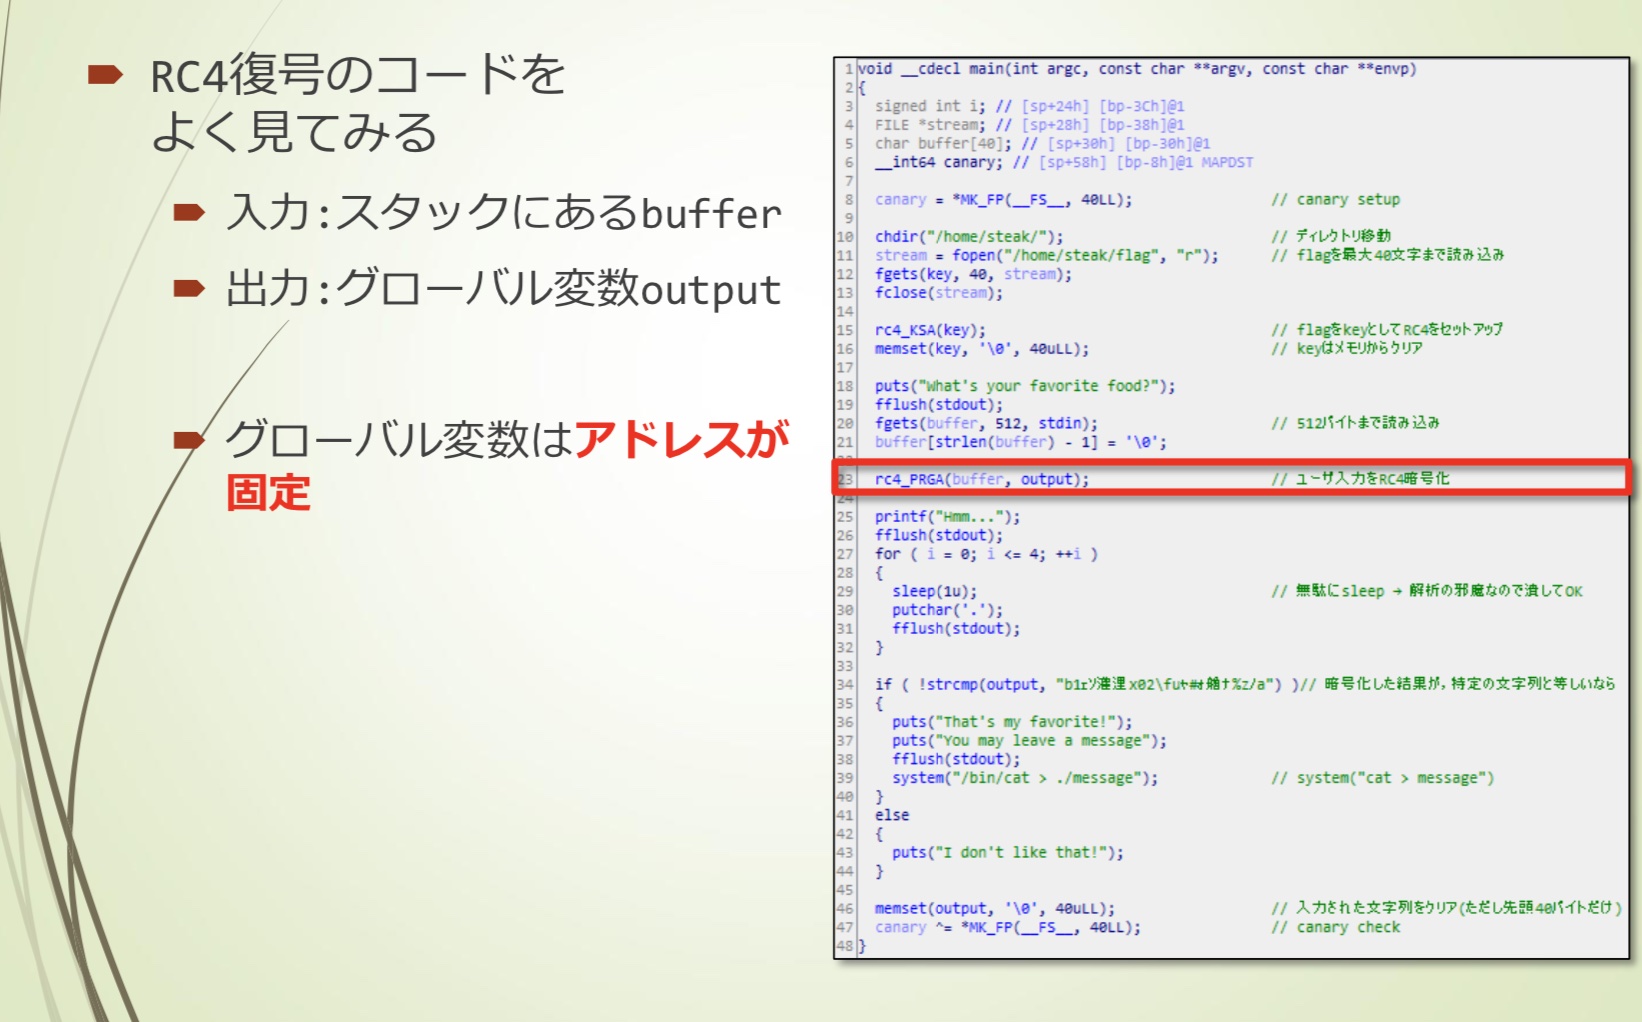 RC4復号のコードを
よく見てみる
入力:スタックにあるbuffer
出力:グローバル変数output
グローバル変数はアドレスが
固定
1 void __cdecl main(int argc, const char **argv, const char **envp)
2 {
3 signed int i; // [sp+24h] [bp-3Ch]@1
4 FILE *stream; // [sp+28h] [bp-38h]@1
5 char buffer[40]; // [sp+30h] [bp-30h]@1
6 __int64 canary; // [sp+58h] [bp-8h]@1 MAPDST
7
8 canary = *MK_FP(__FS__, 40LL); // canary setup
9
10 chdir("/home/steak/"); // ディレクトリ移動
11 stream = fopen("/home/steak/flag", "r"); // flagを最大40文字まで読み込み
12 fgets(key, 40, stream);
13 fclose(stream);
14
15 rc4_KSA(key); // flagをkeyとしてRC4をセットアップ
16 memset(key, '\0', 40uLL); // keyはメモリからクリア
17
18 puts("What's your favorite food?");
19 fflush(stdout);
20 fgets(buffer, 512, stdin); // 512バイトまで読み込み
21 buffer[strlen(buffer) - 1] = '\0';
23 rc4_PRGA(buffer, output); // ユーザ入力をRC4暗号化
24
25 printf("Hmm...");
26 fflush(stdout);
27 for ( i = 0; i <= 4; ++i )
28 {
29 sleep(1u); // 無駄にsleep → 解析の邪魔なので潰してOK
30 putchar('.');
31 fflush(stdout);
32 }
33
34 if ( !strcmp(output, ) )// 暗号化した結果が,特定の文字列と等しいなら
35 {
36 puts("That's my favorite!");
37 puts("You may leave a message");
38 fflush(stdout);
39 system("/bin/cat > ./message"); // system("cat > message")
40 }
41 else
42 {
43 puts("I don't like that!");
44 }
45
46 memset(output, '\0', 40uLL); // 入力された文字列をクリア(ただし先頭40バイトだけ)
47 canary ^= *MK_FP(__FS__, 40LL); // canary check
48 }